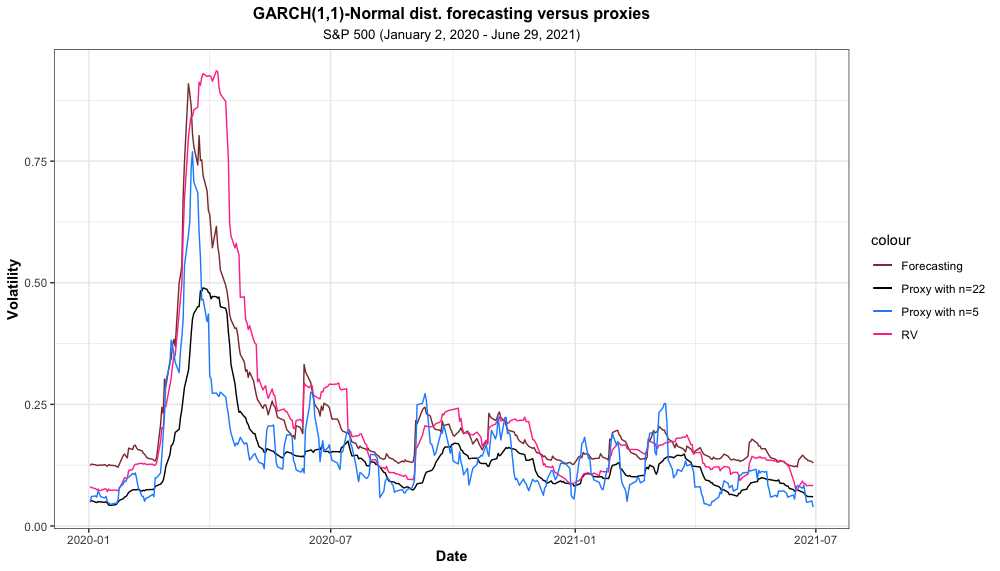 GARCH(1,1)-Normal dist. forecasting versus proxies
S&P 500 (January 2, 2020 - June 29, 2021)
Volatility
0.75
0.50
0.25
0.00
2020-01
2020-07
2021-01
2021-07
Date
colour
Forecasting
Proxy with n=22
Proxy with n=5
RV